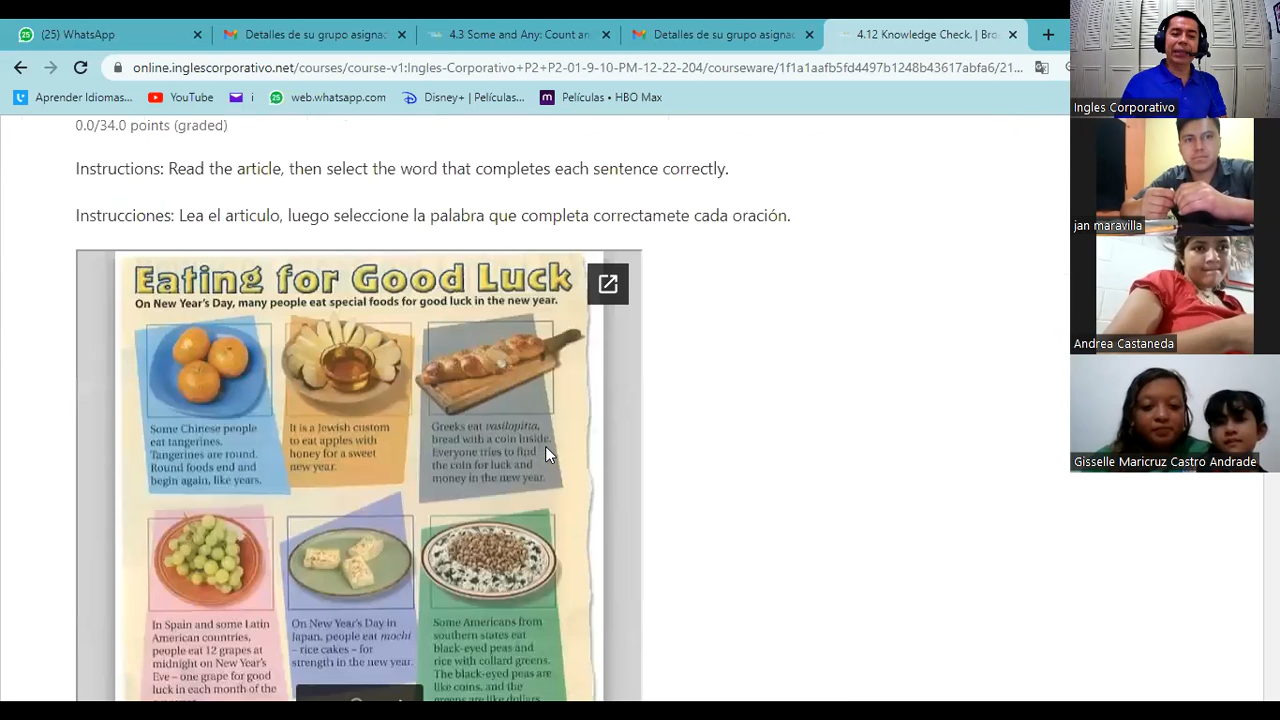 (25) WhatsApp
Detalles de su grupo asigna
Detalles de su grupo asignac
4.12 Knowledge Check. | Bro
online.inglescorporativo.net/courses/course-v1:Ingles-Corporativo+P2+P2-01-9-10-PM-12-22-204/courseware/1f1a1aafb5fd4497b1248b43617abfa6/21...
Aprender Idiomas...
YouTube
i
web.whatsapp.com
Disney+ | Películas...
Películas • HBO Max
0.0/34.0 points (graded)
Instructions: Read the article, then select the word that completes each sentence correctly.
Instrucciones: Lea el articulo, luego seleccione la palabra que completa correctamete cada oración.
Eating for Good Luck
On New Year's Day, many people eat special foods for good luck in the new year.
Some Chinese people
eat tangerines.
Tangerines are round.
Round foods end and
begin again, like years.
It is a Jewish custom
to eat apples with
honey for a sweet
new year.
Greeks eat vasilopitta,
bread with a coin inside.
Everyone tries to find
the coin for luck and
money in the new year.
In Spain and some Latin
American countries,
people eat 12 grapes at
midnight on New Year's
Eve – one grape for good
luck in each month of the
On New Year's Day in
Japan, people eat mochi
– rice cakes – for
strength in the new year.
Some Americans from
southern states eat
black-eyed peas and
rice with collard greens.
The black-eyed peas are
like coins, and the
greens are like dollars
Ingles Corporativo
jan maravilla
Andrea Castaneda
Gisselle Maricruz Castro Andrade